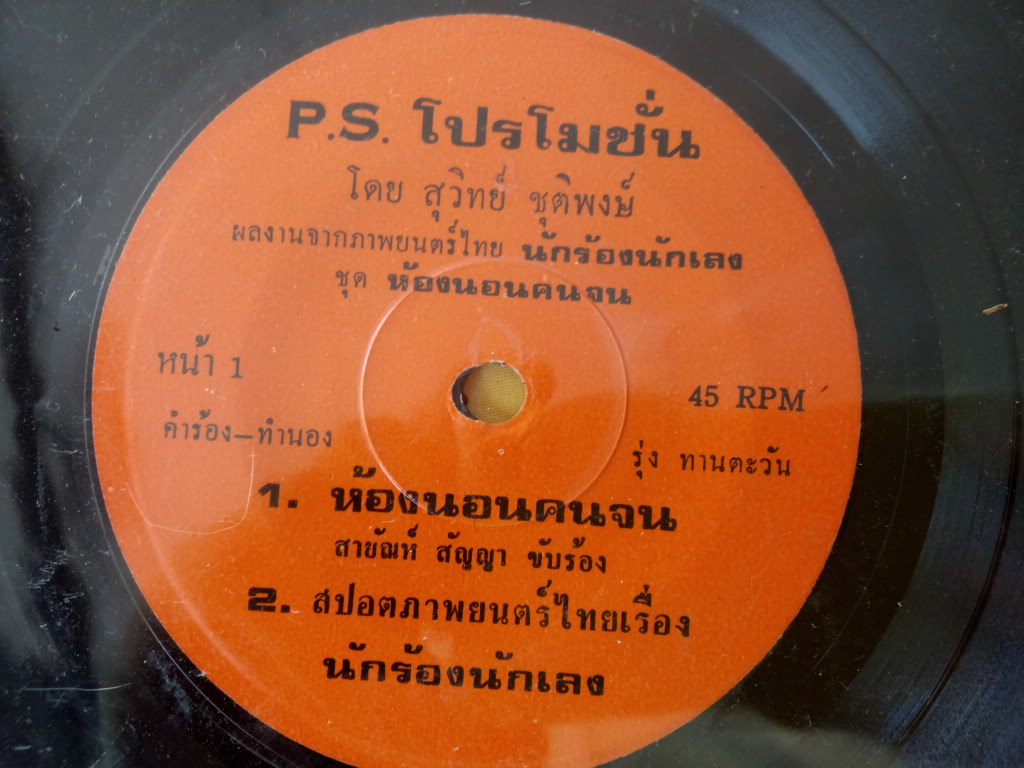 P.S. โปรโมชั่น
โดย สุวิทย์ ชุติพงษ์
ผลงานจากภาพยนตร์ไทย นักร้องนักเลง
ชุด ห้องนอนคนจน
หน้า 1
45 RPM
คำร้อง–ทำนอง
รุ่ง ทานตะวัน
1. ห้องนอนคนจน
สายัณห์ สัญญา ขับร้อง
2. สปอตภาพยนตร์ไทยเรื่อง
นักร้องนักเลง